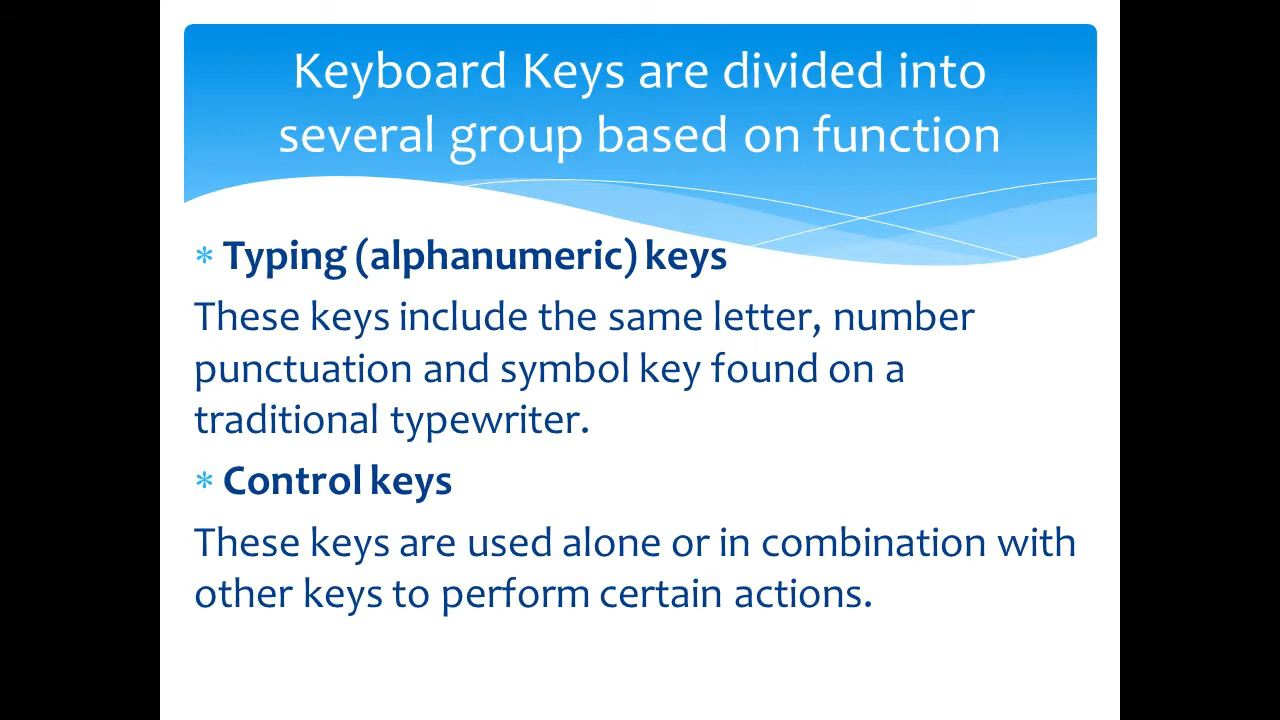 Keyboard Keys are divided into
several group based on function
* Typing (alphanumeric) keys
These keys include the same letter, number
punctuation and symbol key found on a
traditional typewriter.
* Control keys
These keys are used alone or in combination with
other keys to perform certain actions.